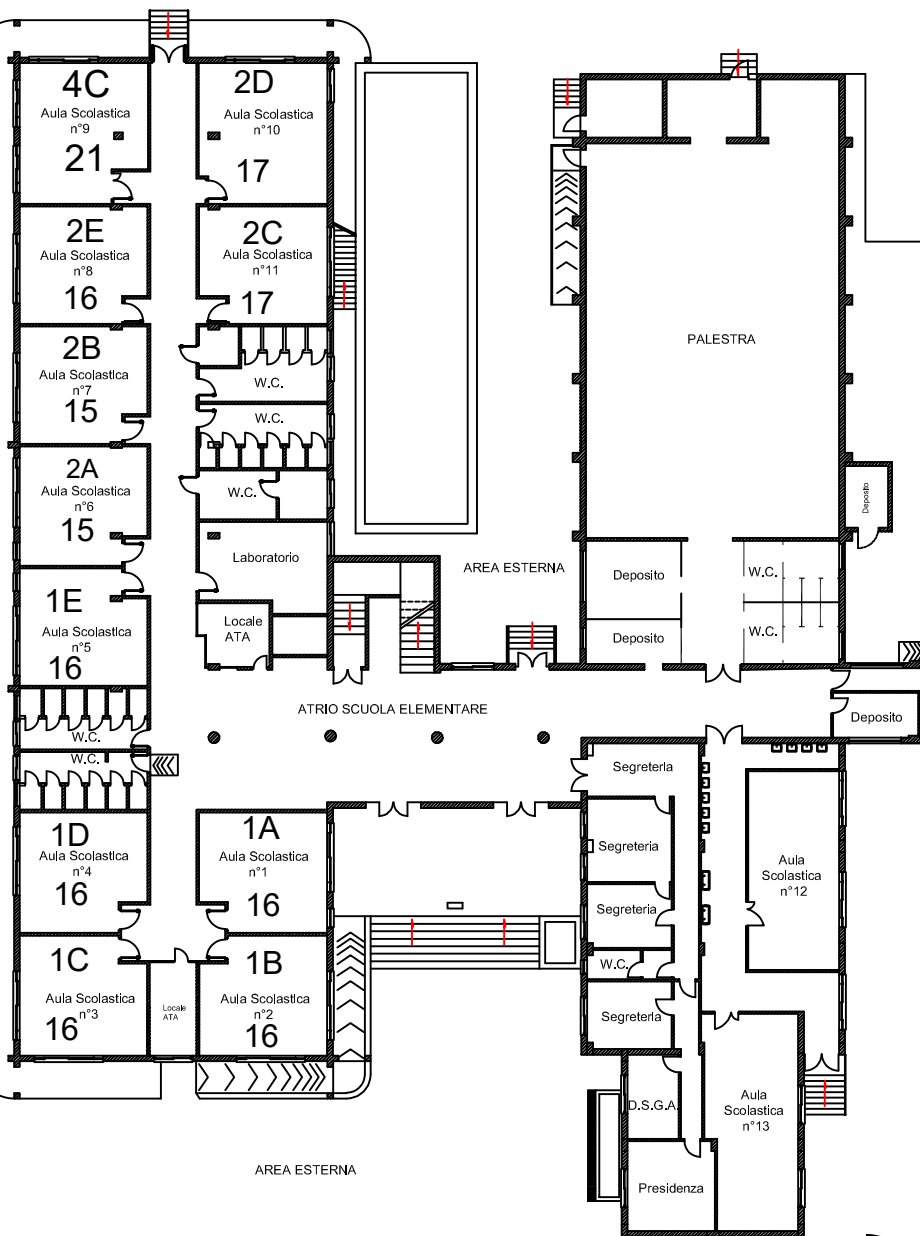 4C
Aula Scolastica
n°9
21
2D
Aula Scolastica
n°10
17
2E
Aula Scolastica
n°8
16
2C
Aula Scolastica
n°11
17
2B
Aula Scolastica
n°7
15
W.C.
W.C.
2A
Aula Scolastica
n°6
15
W.C.
Laboratorio
1E
Aula Scolastica
n°5
16
Locale
ATA
PALESTRA
Deposito
AREA ESTERNA
Deposito
W.C.
Deposito
W.C.
ATRIO SCUOLA ELEMENTARE
Deposito
W.C.
W.C.
Segreteria
1D
Aula Scolastica
n°4
16
1A
Aula Scolastica
n°1
16
Segreteria
Aula
Scolastica
n°12
Segreteria
W.C.
1C
Aula Scolastica
n°3
16
Locale
ATA
1B
Aula Scolastica
n°2
16
Segreteria
D.S.G.A.
Aula
Scolastica
n°13
AREA ESTERNA
Presidenza